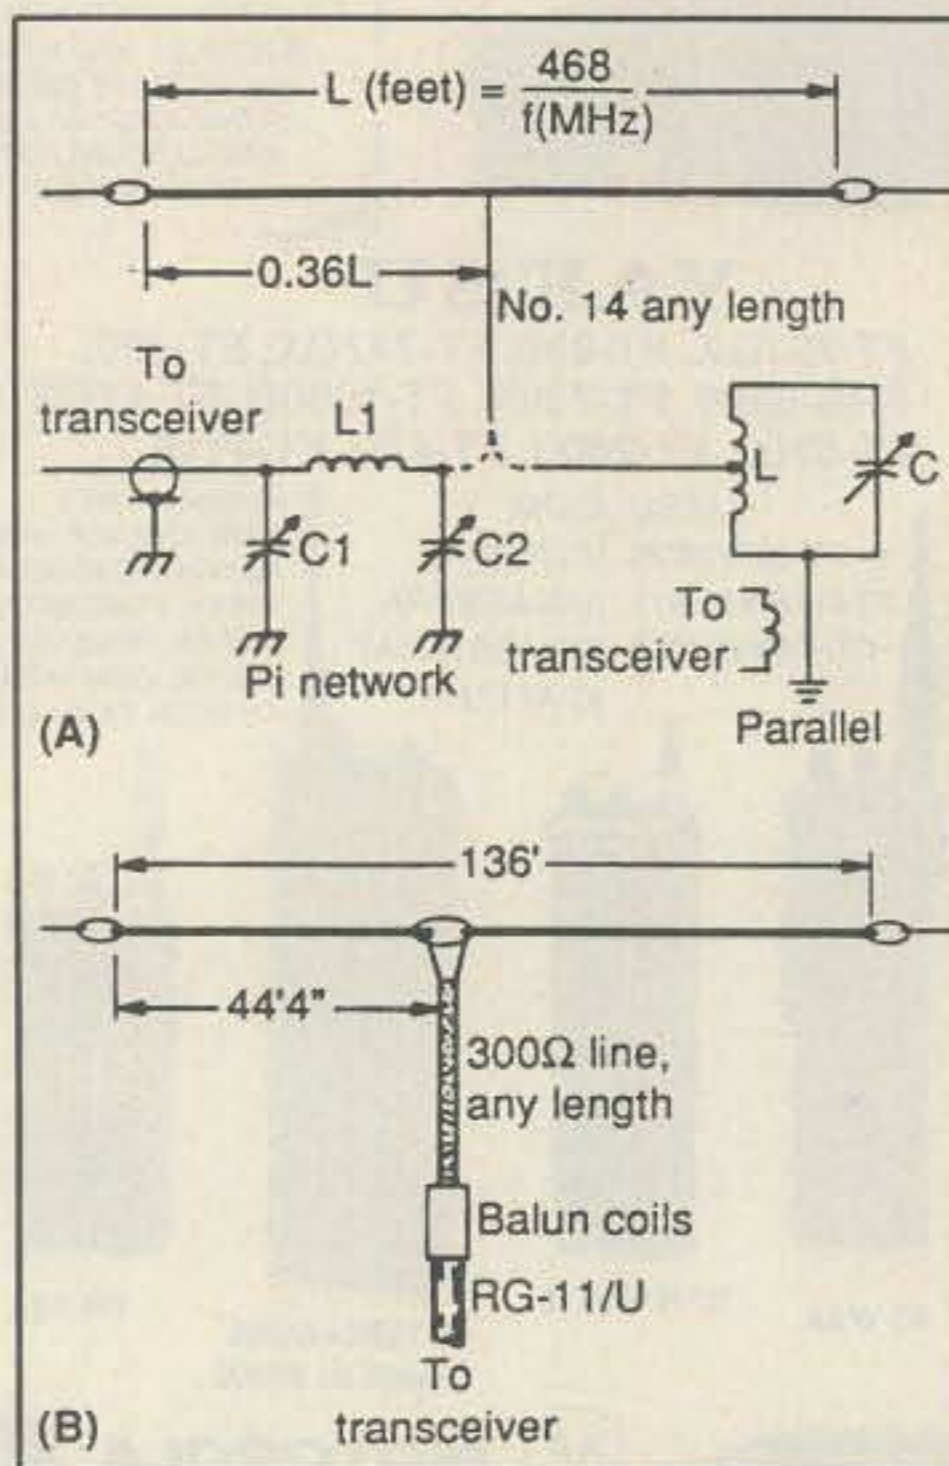 L (feet) = 468
f(MHz)
0.36L
No. 14 any length
To
transceiver
L1
L
C
C1
C2
To
transceiver
Pi network
Parallel
(A)
136'
44'4"
300Ω line,
any length
Balun coils
RG-11/U
To
transceiver
(B)